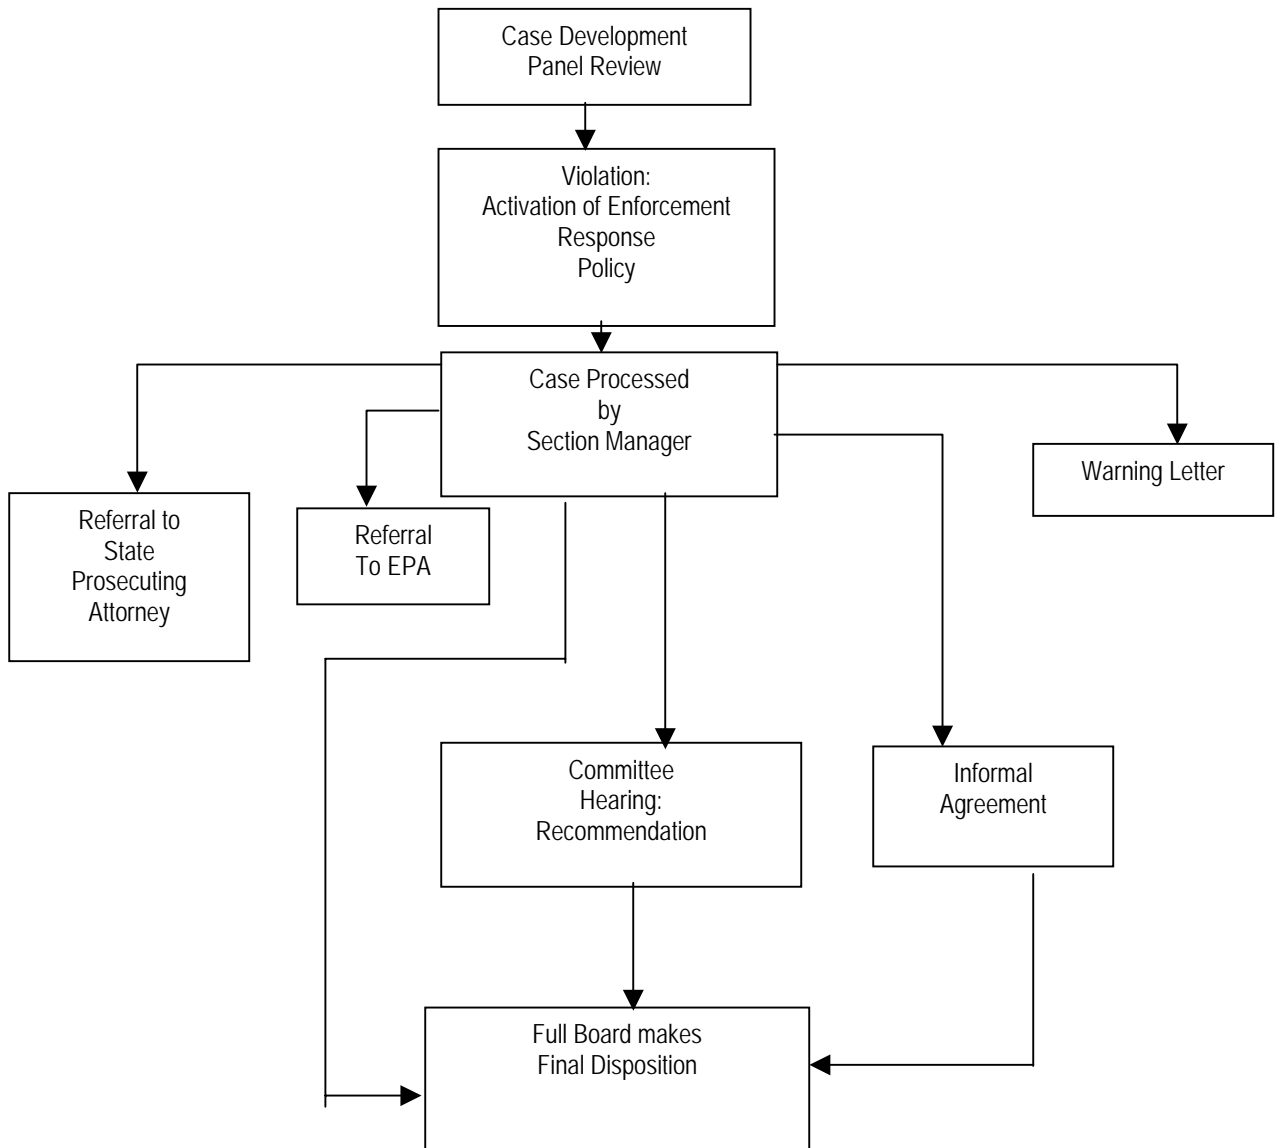 Case Development
Panel Review
Violation:
Activation of Enforcement
Response
Policy
Case Processed
by
Section Manager
Warning Letter
Referral to
State
Prosecuting
Attorney
Referral
To EPA
Committee
Hearing:
Recommendation
Informal
Agreement
Full Board makes
Final Disposition